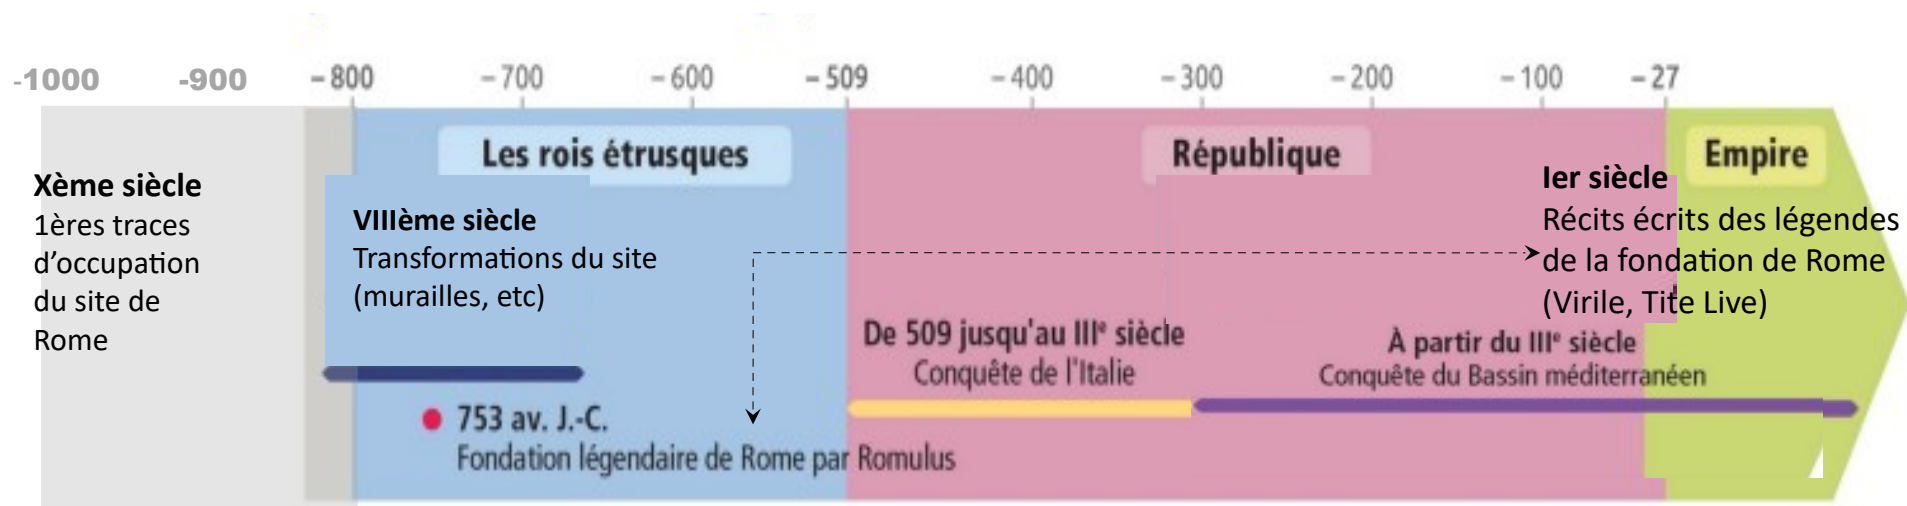 -1000 -900 –800 –700 –600 –509 –400 –300 –200 –100 –27
Les rois étrusques
République
Empire
Xème siècle
1ères traces
d’occupation
du site de
Rome
VIIIème siècle
Transformations du site
(murailles, etc)
Ier siècle
Récits écrits des légendes
de la fondation de Rome
(Virile, Tite Live)
De 509 jusqu'au IIIe siècle
Conquête de l'Italie
À partir du IIIe siècle
Conquête du Bassin méditerranéen
753 av. J.-C.
Fondation légendaire de Rome par Romulus